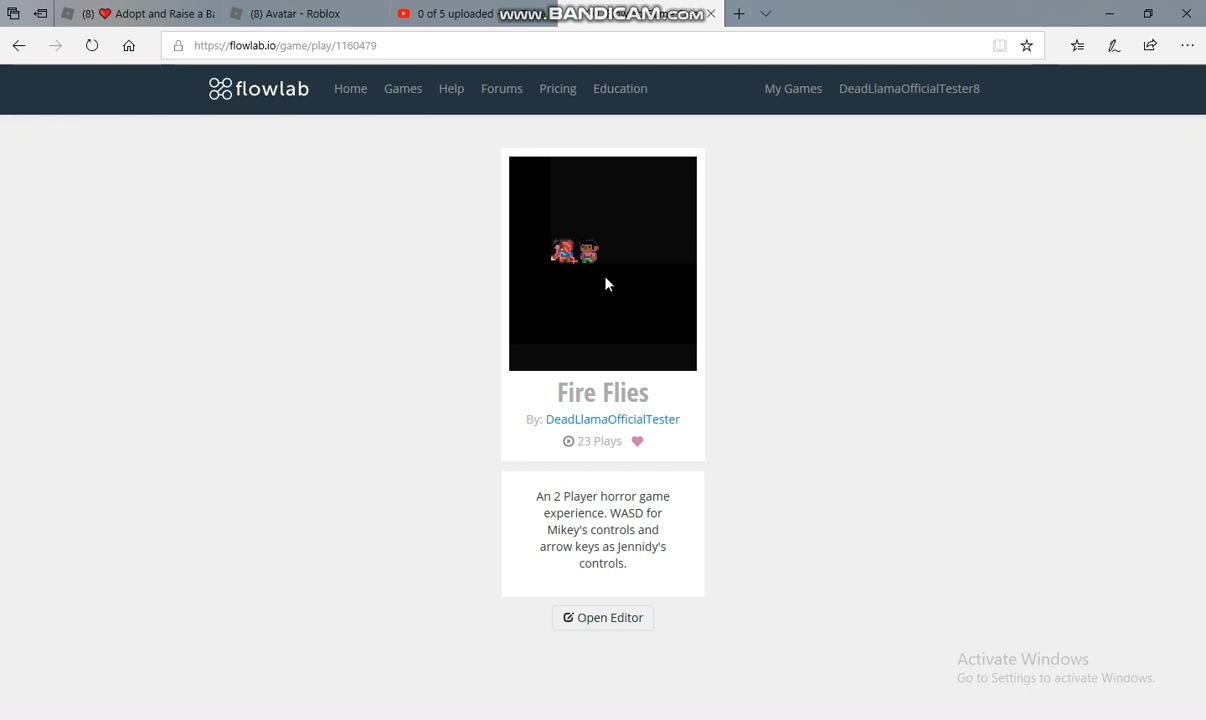 (8) ❤ Adopt and Raise a Ba
(8) Avatar - Roblox
0 of 5 uploaded
www.BANDICAM.com
https://flowlab.io/game/play/1160479
flowlab
Home
Games
Help
Forums
Pricing
Education
My Games
DeadLlamaOfficialTester8
Fire Flies
By: DeadLlamaOfficialTester
23 Plays
An 2 Player horror game
experience. WASD for
Mikey's controls and
arrow keys as Jennidy's
controls.
Open Editor
Activate Windows
Go to Settings to activate Windows.